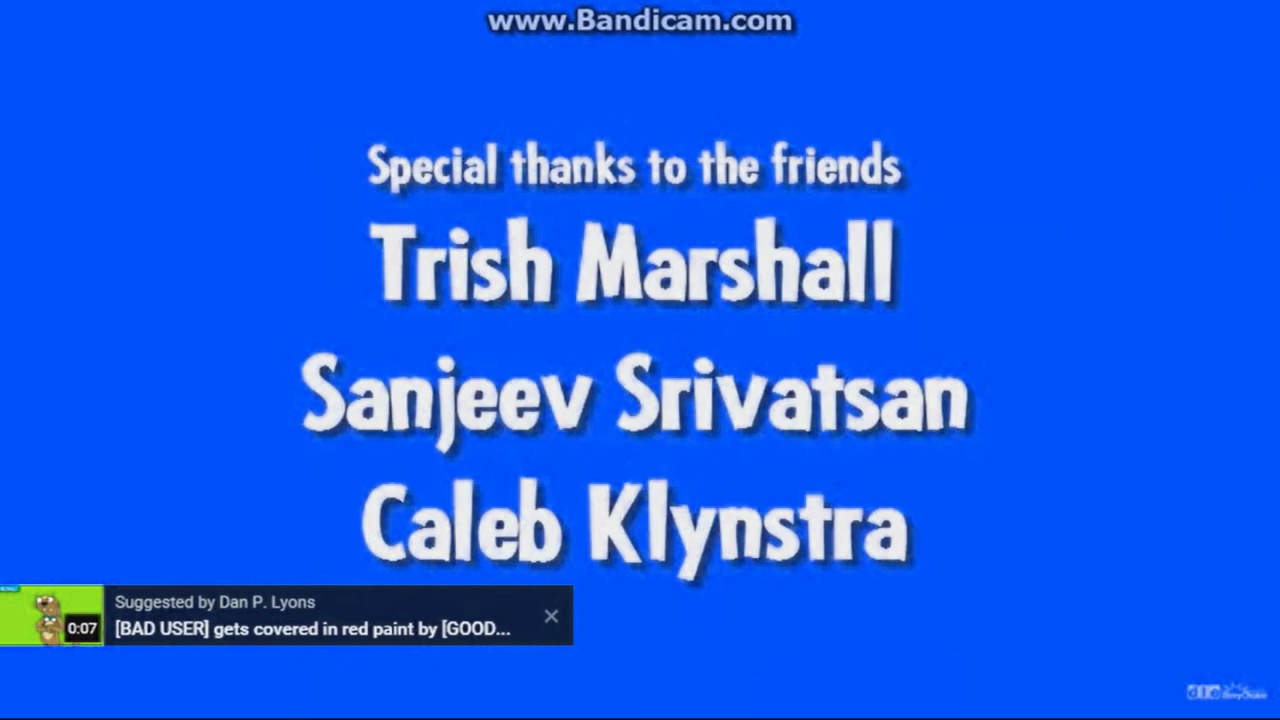 www.Bandicam.com
Special thanks to the friends
Trish Marshall
Sanjeev Srivatsan
Caleb Klynstra
Suggested by Dan P. Lyons
0:07
[BAD USER] gets covered in red paint by [GOOD...